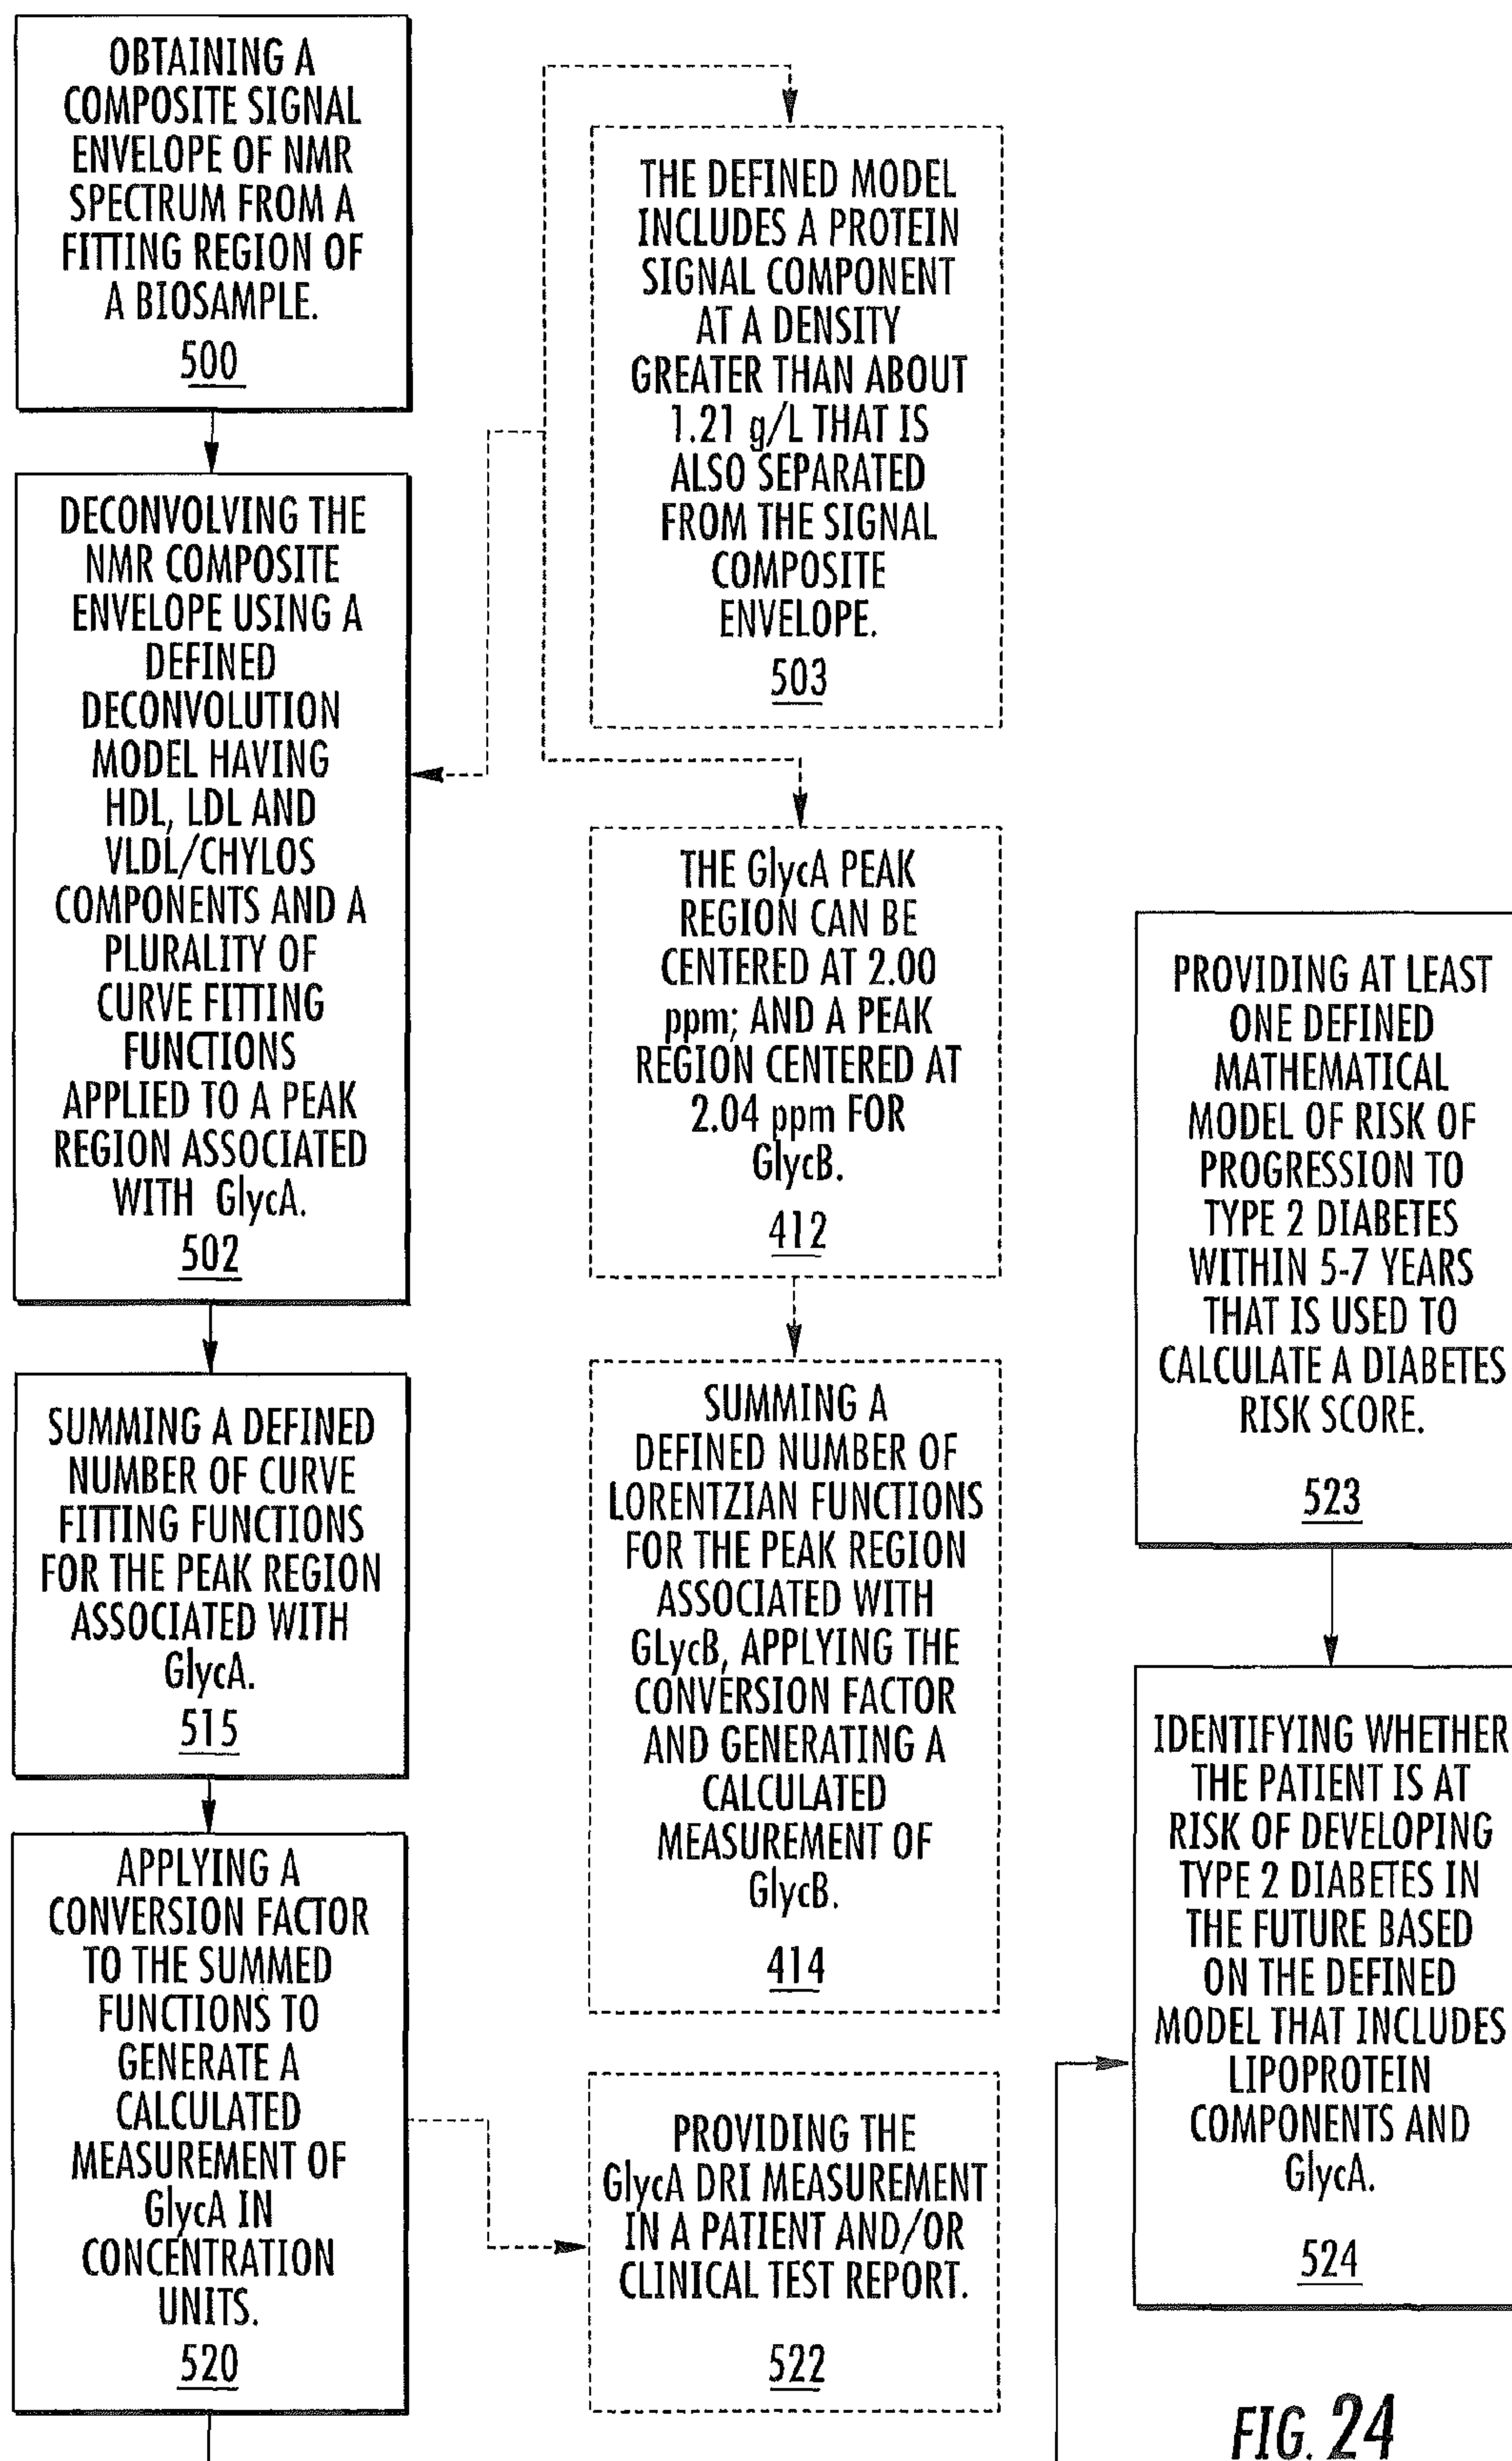 OBTAINING A
COMPOSITE SIGNAL
ENVELOPE OF NMR
SPECTRUM FROM A
FITTING REGION OF
A BIOSAMPLE.
500
DECONVOLVING THE
NMR COMPOSITE
ENVELOPE USING A
DEFINED
DECONVOLUTION
MODEL HAVING
HDL, LDL AND
VLDL/CHYLOS
COMPONENTS AND A
PLURALITY OF
CURVE FITTING
FUNCTIONS
APPLIED TO A PEAK
REGION ASSOCIATED
WITH GlycA.
502
SUMMING A DEFINED
NUMBER OF CURVE
FITTING FUNCTIONS
FOR THE PEAK REGION
ASSOCIATED WITH
GlycA.
515
APPLYING A
CONVERSION FACTOR
TO THE SUMMED
FUNCTIONS TO
GENERATE A
CALCULATED
MEASUREMENT OF
GlycA IN
CONCENTRATION
UNITS.
520
THE DEFINED MODEL
INCLUDES A PROTEIN
SIGNAL COMPONENT
AT A DENSITY
GREATER THAN ABOUT
1.21 g/L THAT IS
ALSO SEPARATED
FROM THE SIGNAL
COMPOSITE
ENVELOPE.
503
THE GlycA PEAK
REGION CAN BE
CENTERED AT 2.00
ppm; AND A PEAK
REGION CENTERED AT
2.04 ppm FOR
GlycB.
412
SUMMING A
DEFINED NUMBER OF
LORENTZIAN FUNCTIONS
FOR THE PEAK REGION
ASSOCIATED WITH
GLycB, APPLYING THE
CONVERSION FACTOR
AND GENERATING A
CALCULATED
MEASUREMENT OF
GlycB.
414
PROVIDING THE
GlycA DRI MEASUREMENT
IN A PATIENT AND/OR
CLINICAL TEST REPORT.
522
PROVIDING AT LEAST
ONE DEFINED
MATHEMATICAL
MODEL OF RISK OF
PROGRESSION TO
TYPE 2 DIABETES
WITHIN 5-7 YEARS
THAT IS USED TO
CALCULATE A DIABETES
RISK SCORE.
523
IDENTIFYING WHETHER
THE PATIENT IS AT
RISK OF DEVELOPING
TYPE 2 DIABETES IN
THE FUTURE BASED
ON THE DEFINED
MODEL THAT INCLUDES
LIPOPROTEIN
COMPONENTS AND
GlycA.
524
FIG. 24